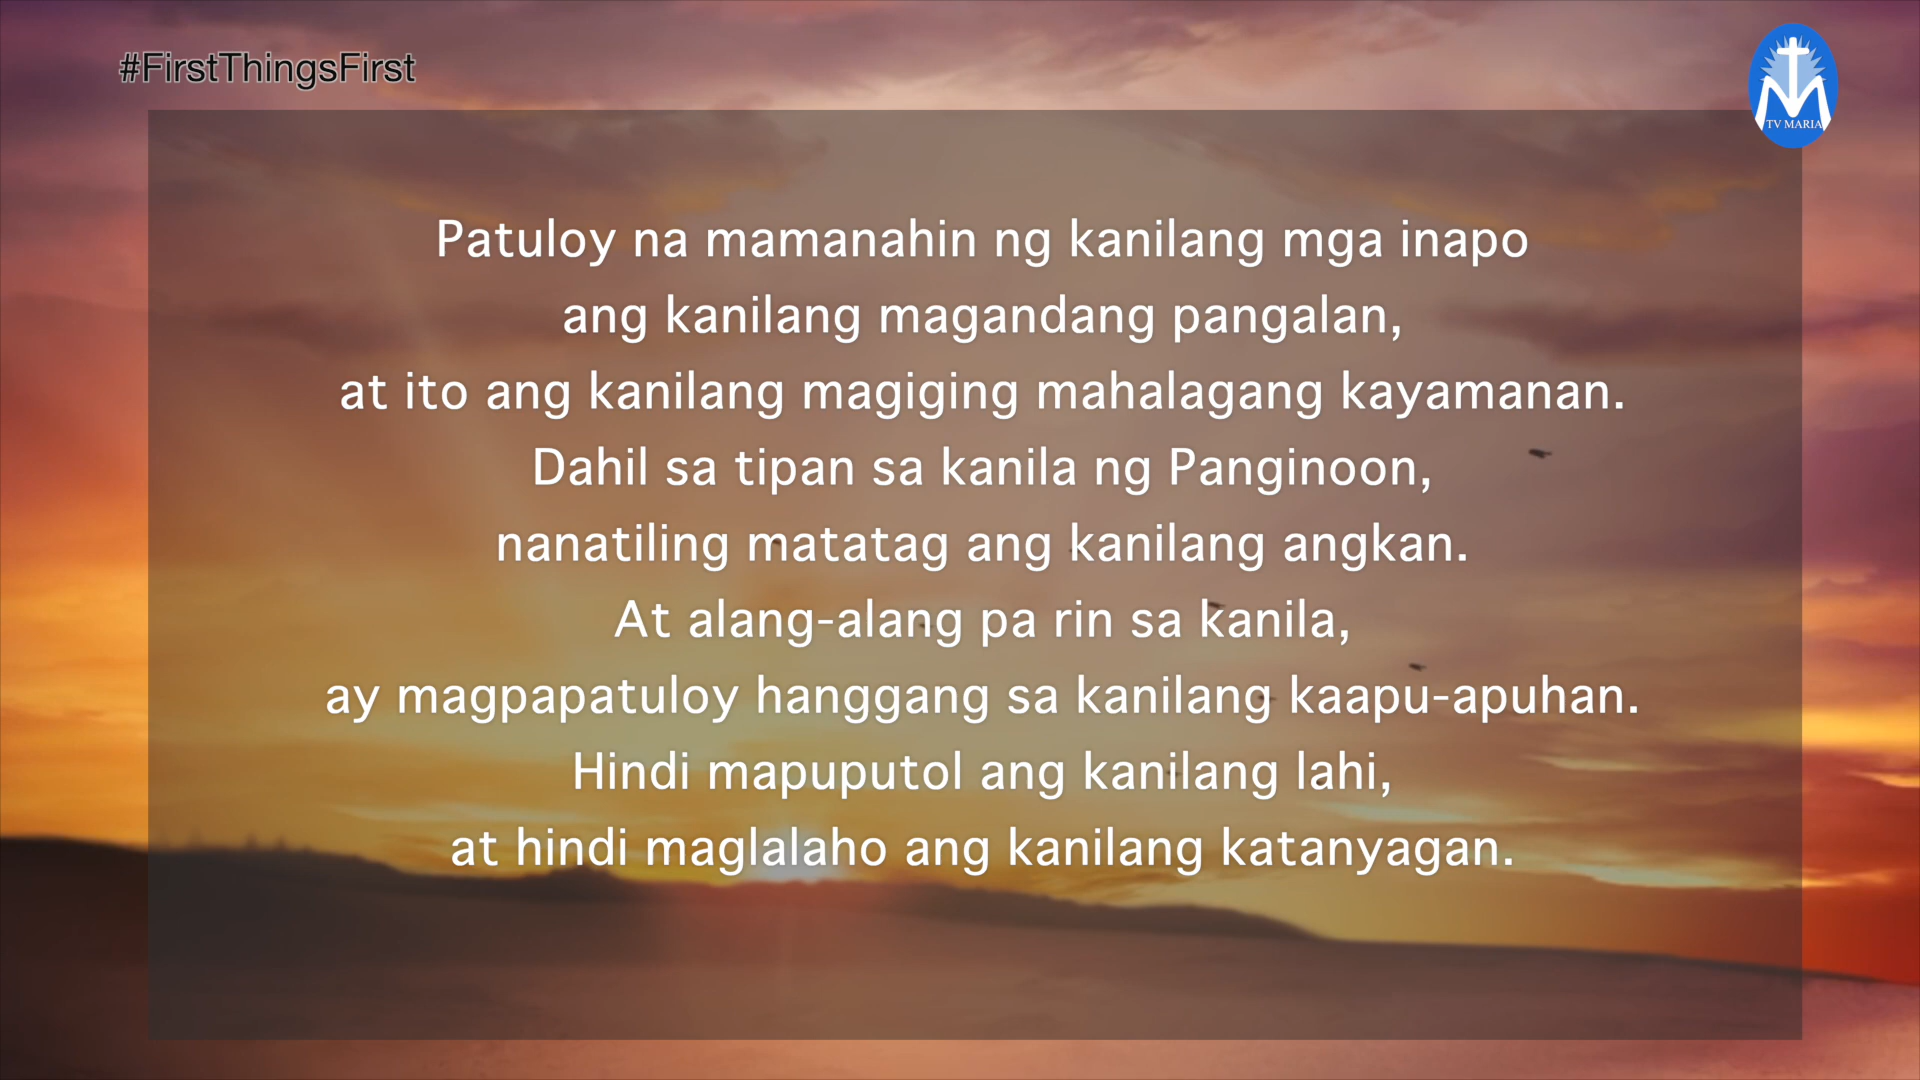 #FirstThingsFirst
TV MARIA
Patuloy na mamanahin ng kanilang mga inapo
ang kanilang magandang pangalan,
at ito ang kanilang magiging mahalagang kayamanan.
Dahil sa tipan sa kanila ng Panginoon,
nanatiling matatag ang kanilang angkan.
At alang-alang pa rin sa kanila,
ay magpapatuloy hanggang sa kanilang kaapu-apuhan.
Hindi mapuputol ang kanilang lahi,
at hindi maglalaho ang kanilang katanyagan.